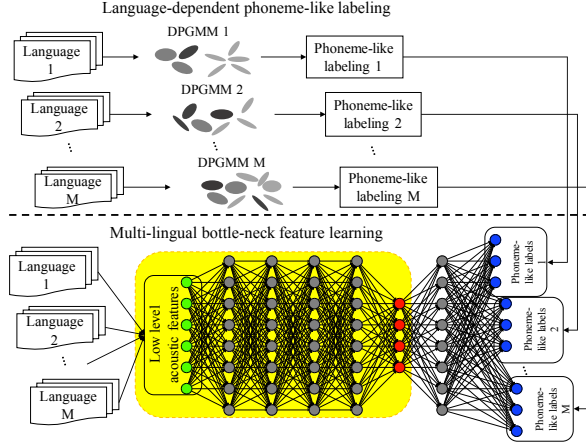 Language-dependent phoneme-like labeling
Language
1
DPGMM 1
Phoneme-like
labeling 1
Language
2
DPGMM 2
Phoneme-like
labeling 2
...
...
...
Language
M
DPGMM M
Phoneme-like
labeling M
Multi-lingual bottle-neck feature learning
Language
1
Language
2
...
Language
M
Low level
acoustic features
Phoneme-
like labels
1
Phoneme-
like labels 2
...
Phoneme-
like labels M